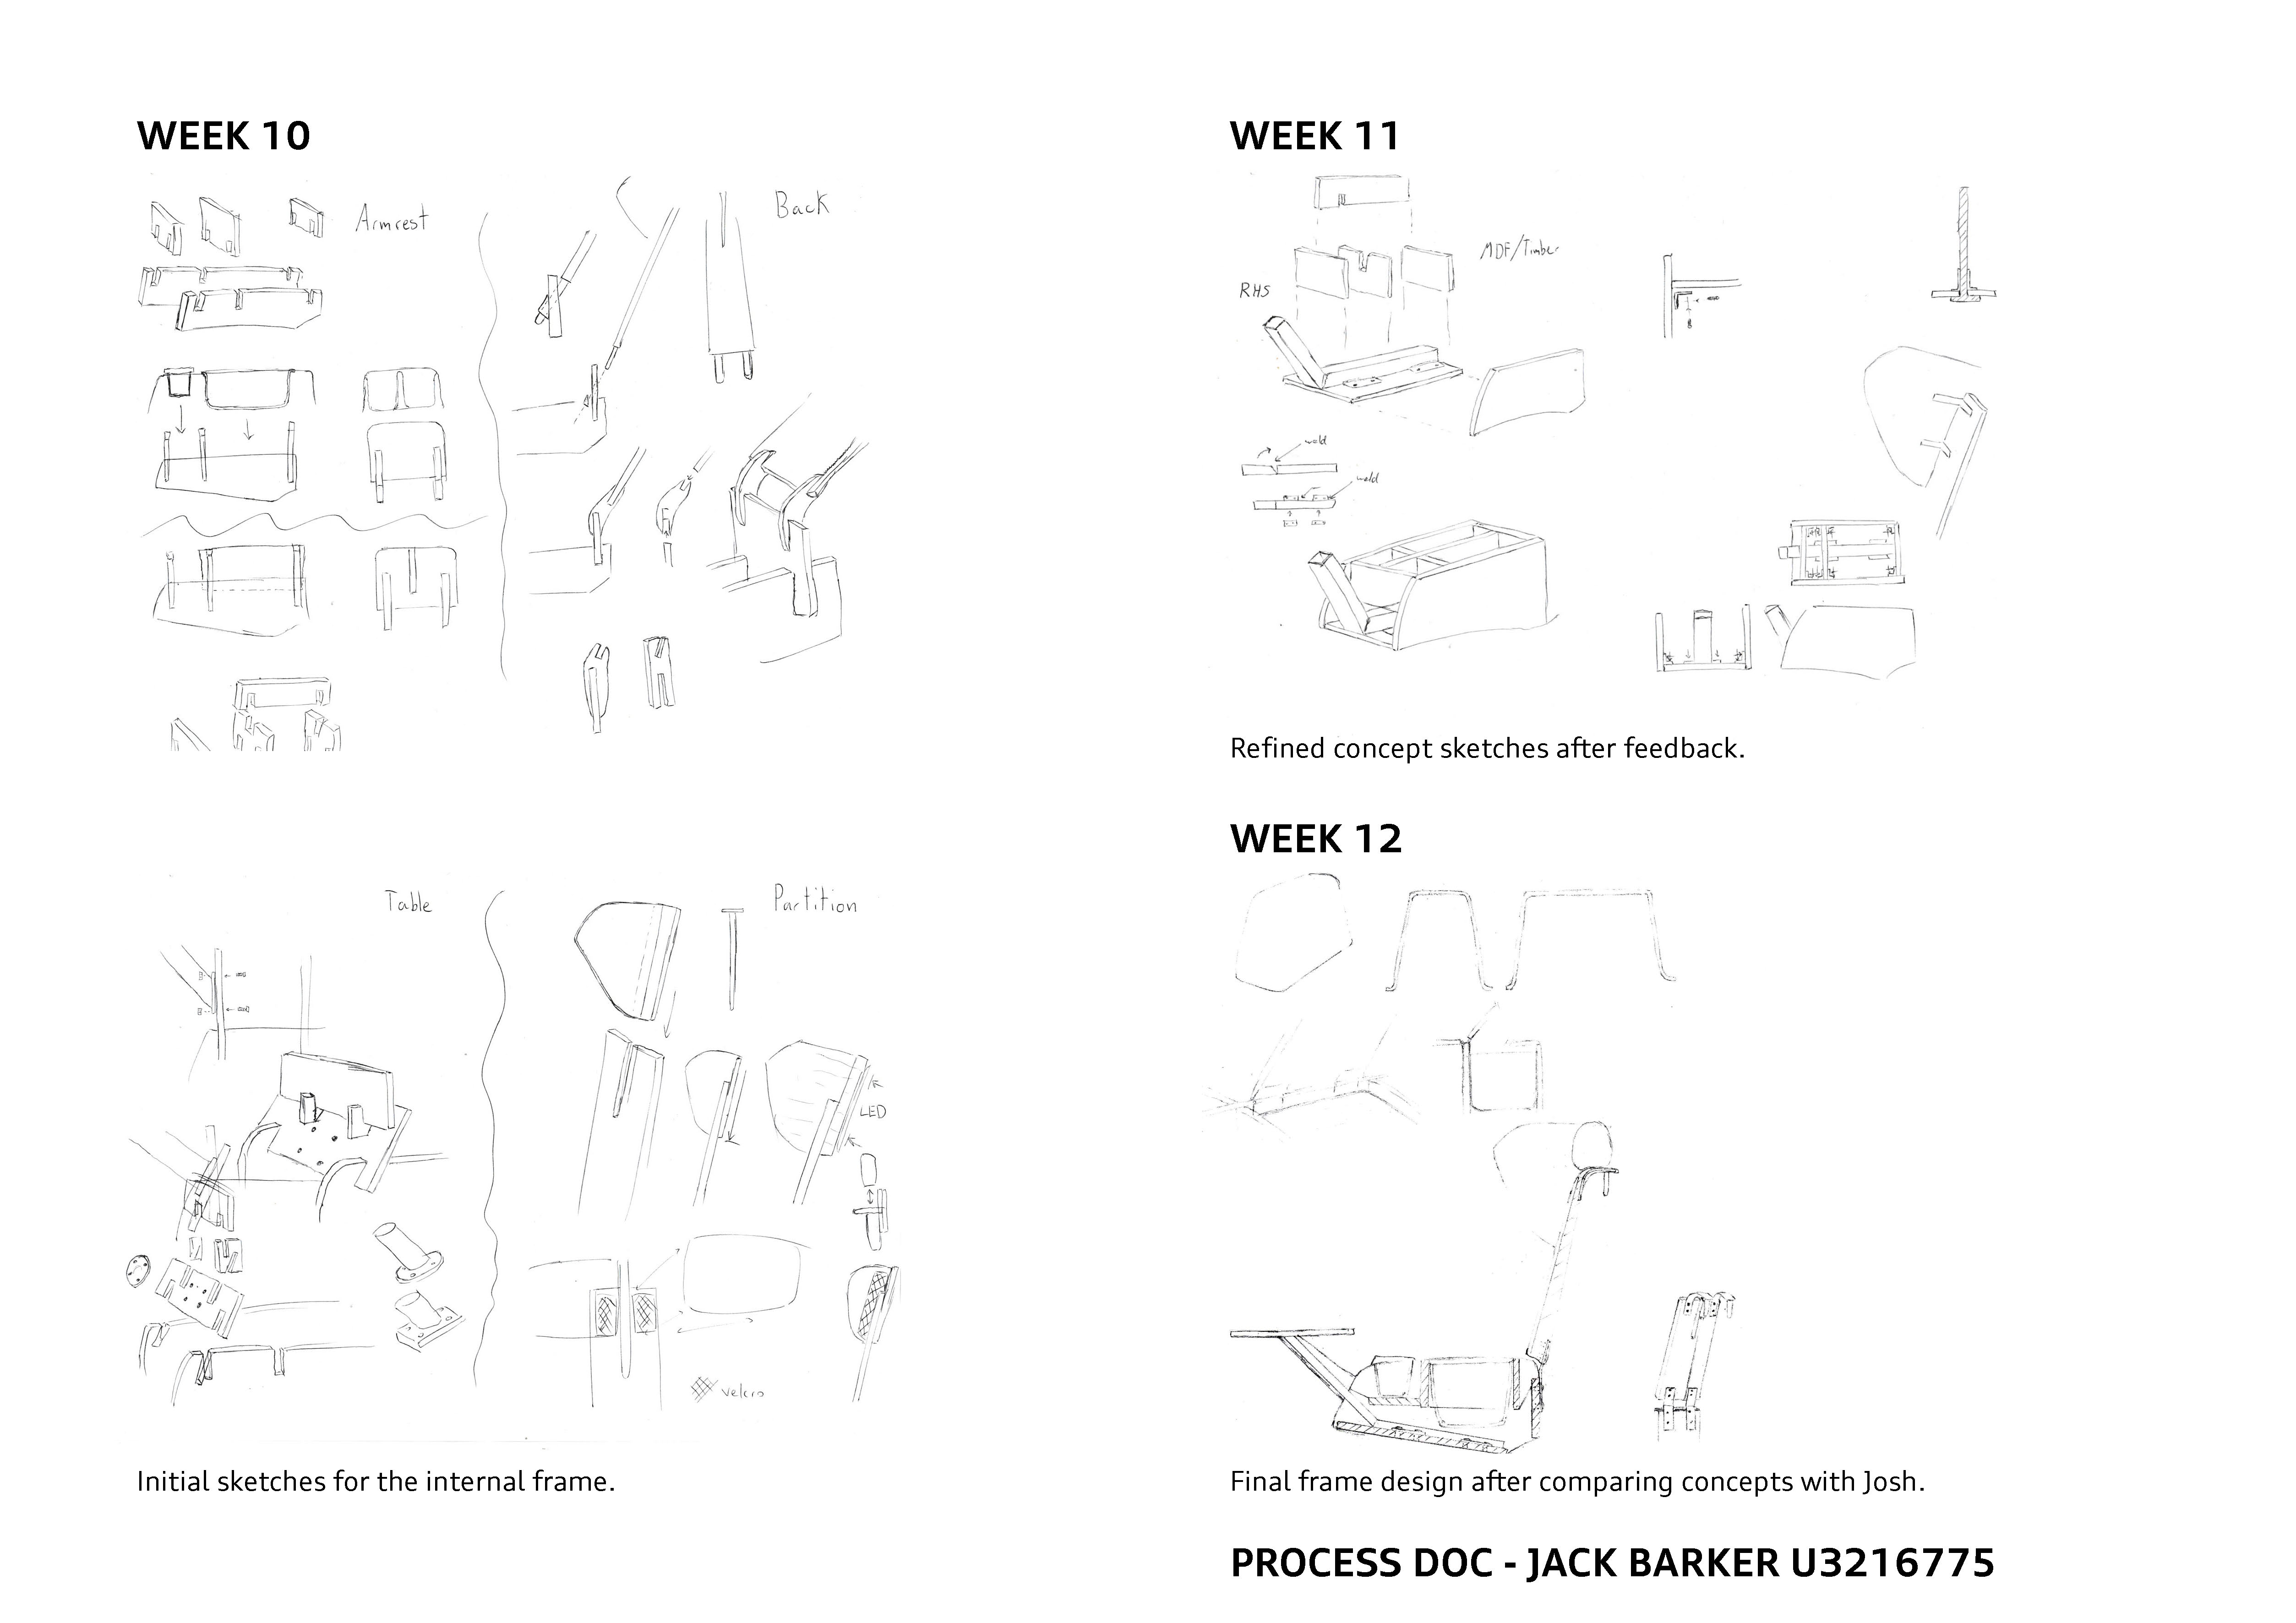 WEEK 10
Armrest
Back
Table
Partition
LED
velcro
Initial sketches for the internal frame.
WEEK 11
MDF/Timber
RHS
weld
weld
Refined concept sketches after feedback.
WEEK 12
Final frame design after comparing concepts with Josh.
PROCESS DOC - JACK BARKER U3216775